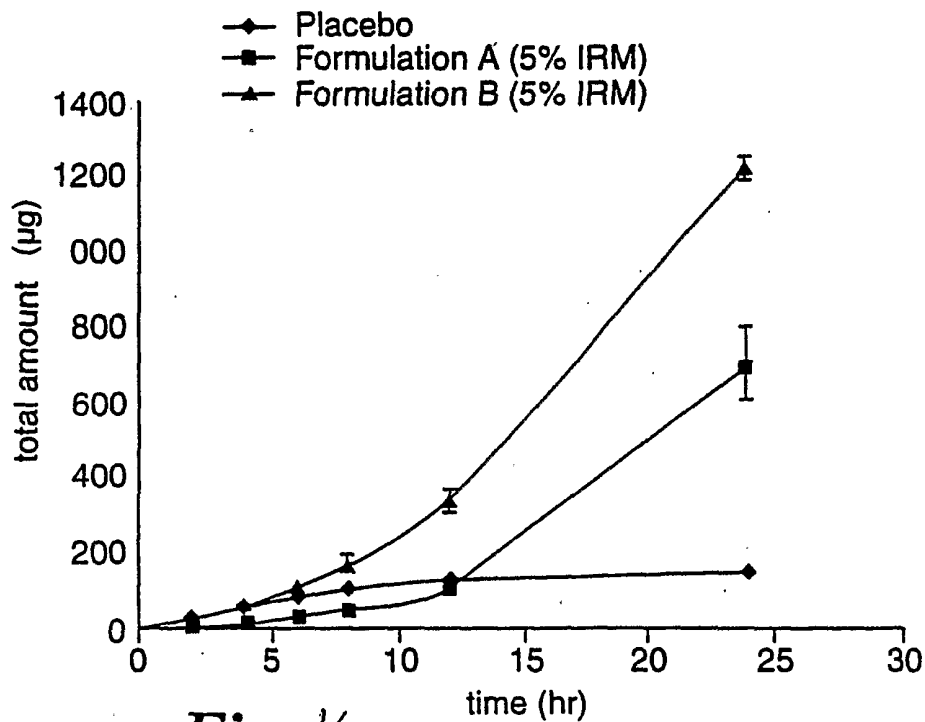 Placebo
Formulation A (5% IRM)
Formulation B (5% IRM)
1400
1200
000
800
600
400
200
0
total amount (µg)
0 5 10 15 20 25 30
time (hr)